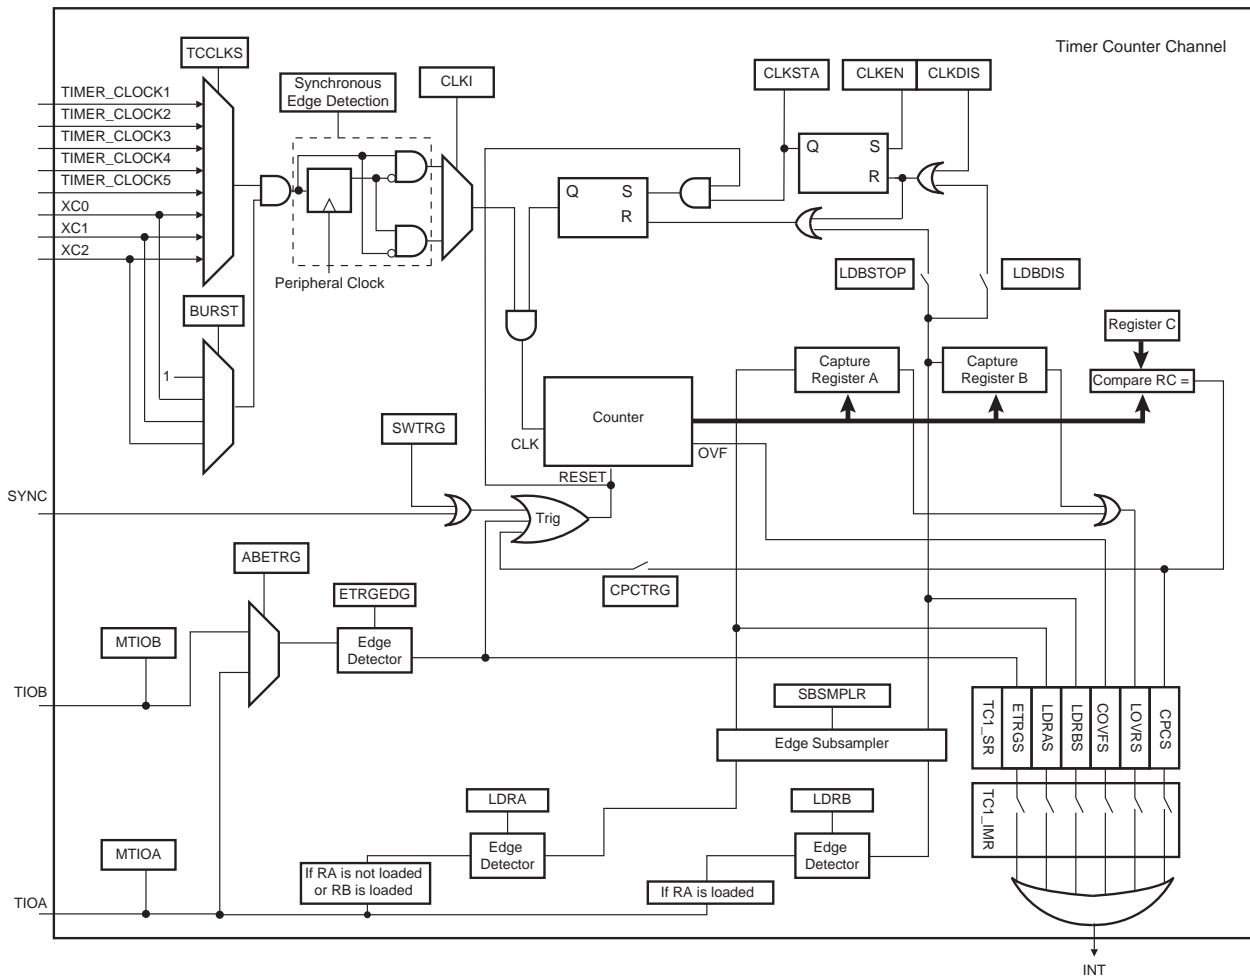 Timer Counter Channel
TCCLKS
Synchronous
Edge Detection
CLKI
CLKSTA
CLKEN
CLKDIS
TIMER_CLOCK1
TIMER_CLOCK2
TIMER_CLOCK3
TIMER_CLOCK4
TIMER_CLOCK5
XC0
XC1
XC2
Q
S
R
Q
S
R
Peripheral Clock
LDBSTOP
LDBDIS
BURST
1
Register C
Capture
Register A
Capture
Register B
Compare RC =
SWTRG
Counter
CLK
OVF
RESET
SYNC
Trig
ABETRG
ETRGEDG
CPCTRG
MTIOB
Edge
Detector
TIOB
SBSMPLR
Edge Subsampler
TC1_SR
ETRGS
LDRAS
LDRBS
COVFS
LOVRS
CPCS
TC1_IMR
LDRA
LDRB
Edge
Detector
Edge
Detector
MTIOA
If RA is not loaded
or RB is loaded
If RA is loaded
TIOA
INT